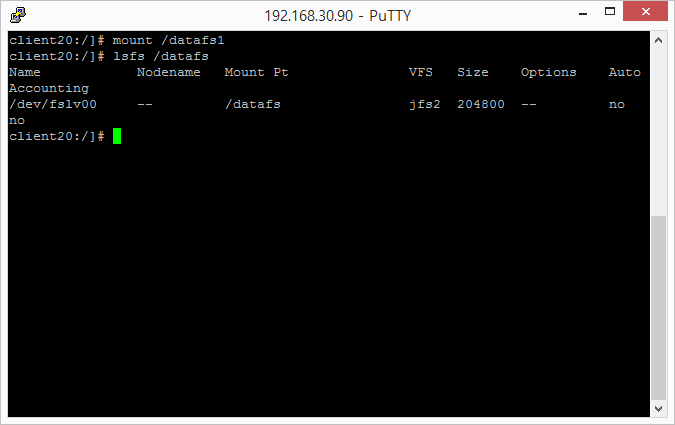 192.168.30.90 - PuTTY
client20:/]# mount /datafs1
client20:/]# lsfs /datafs
Name            Nodename   Mount Pt               VFS   Size    Options    Auto
Accounting
/dev/fslv00     --         /datafs                jfs2  204800  --         no
no
client20:/]#